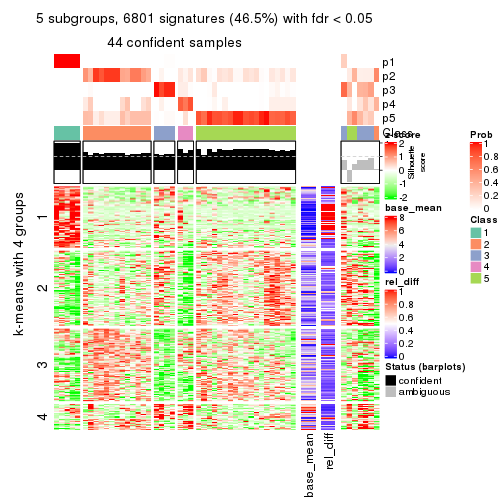 5 subgroups, 6801 signatures (46.5%) with fdr < 0.05
44 confident samples
p1
p2
p3
p4
p5
Class
z-score
2
1
0
-1
-2
Silhouette
score
Prob
1
0.8
0.6
0.4
0.2
0
base_mean
8
6
4
2
0
Class
1
2
3
4
5
rel_diff
1
0.8
0.6
0.4
0.2
0
Status (barplots)
confident
ambiguous
k-means with 4 groups
1
2
3
4
base_mean
rel_diff